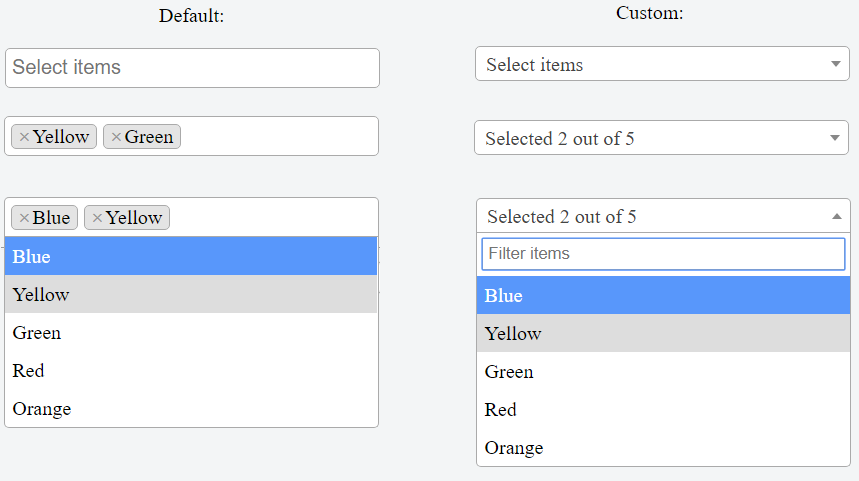 Default:
Select items
×Yellow ×Green
×Blue ×Yellow
Blue
Yellow
Green
Red
Orange
Custom:
Select items
Selected 2 out of 5
Selected 2 out of 5
Filter items
Blue
Yellow
Green
Red
Orange